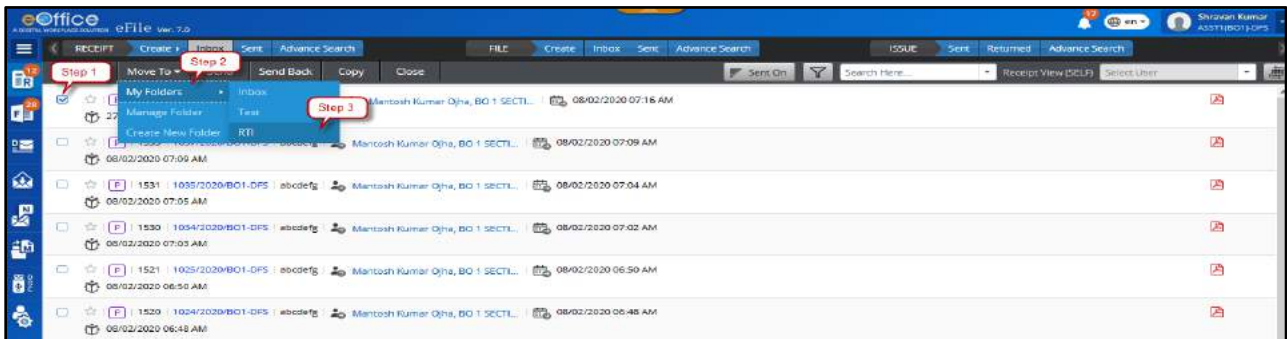 eOffice eFile Ver. 7.0 12 en Shravan Kumar
A DIGITAL WORKPLACE SOLUTION ASSTT(BO1)-DFS
RECEIPT Create Inbox Sent Advance Search FILE Create Inbox Sent Advance Search ISSUE Sent Returned Advance Search
Step 1 Move To Step 2 Send Back Copy Close Sent On Search Here... Receipt View (SELF) Select User
My Folders Inbox Mantosh Kumar Ojha, BO 1 SECTI... 08/02/2020 07:16 AM
Manage Folder Test Step 3
Create New Folder RTI Mantosh Kumar Ojha, BO 1 SECTI... 08/02/2020 07:09 AM
08/02/2020 07:09 AM
P 1531 1035/2020/BO1-DFS abcdefg Mantosh Kumar Ojha, BO 1 SECTI... 08/02/2020 07:04 AM
08/02/2020 07:05 AM
P 1530 1034/2020/BO1-DFS abcdefg Mantosh Kumar Ojha, BO 1 SECTI... 08/02/2020 07:02 AM
08/02/2020 07:03 AM
P 1521 1025/2020/BO1-DFS abcdefg Mantosh Kumar Ojha, BO 1 SECTI... 08/02/2020 06:50 AM
08/02/2020 06:50 AM
P 1520 1024/2020/BO1-DFS abcdefg Mantosh Kumar Ojha, BO 1 SECTI... 08/02/2020 06:48 AM
08/02/2020 06:48 AM